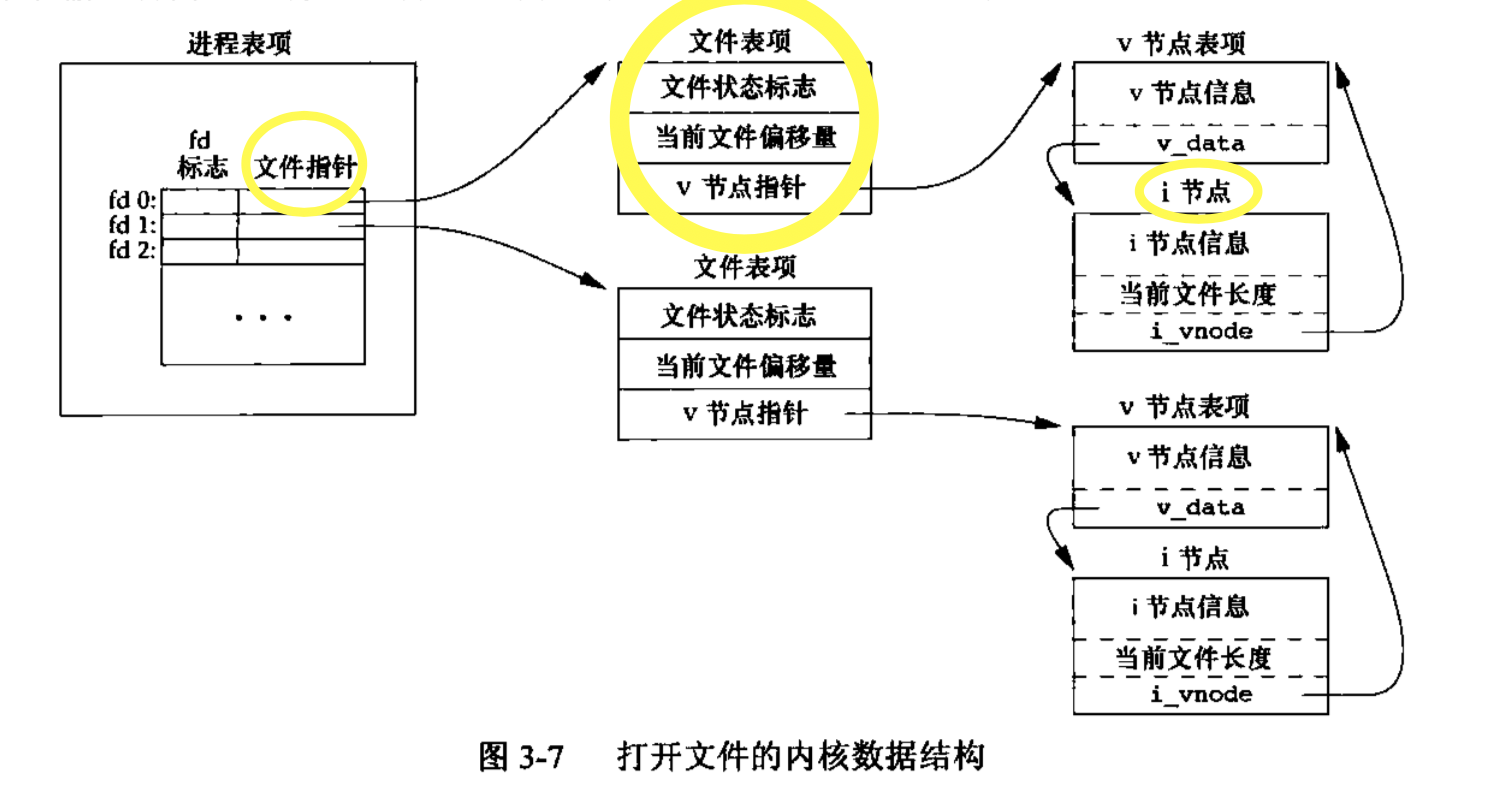 进程表项
fd
标志
文件指针
fd 0:
fd 1:
fd 2:
...
文件表项
文件状态标志
当前文件偏移量
v 节点指针
文件表项
文件状态标志
当前文件偏移量
v 节点指针
v 节点表项
v 节点信息
v_data
i 节点
i 节点信息
当前文件长度
i_vnode
v 节点表项
v 节点信息
v_data
i 节点
i 节点信息
当前文件长度
i_vnode
图 3-7 打开文件的内核数据结构